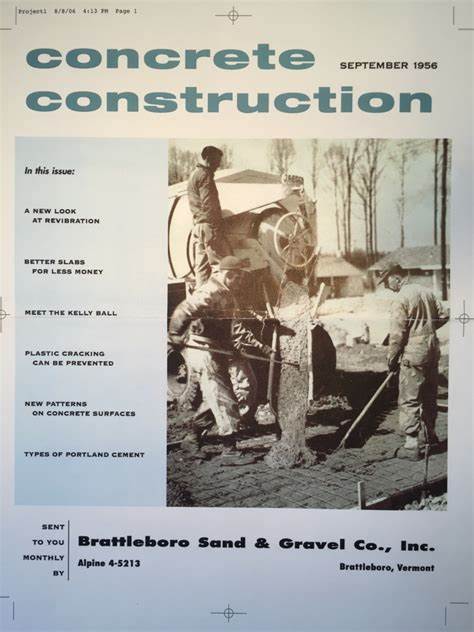 Project1 8/8/06 4:13 PM Page 1
concrete
SEPTEMBER 1956
construction
In this issue:
A NEW LOOK
AT REVIBRATION
BETTER SLABS
FOR LESS MONEY
MEET THE KELLY BALL
PLASTIC CRACKING
CAN BE PREVENTED
NEW PATTERNS
ON CONCRETE SURFACES
TYPES OF PORTLAND CEMENT
SENT
TO YOU
MONTHLY
BY
Brattleboro Sand & Gravel Co., Inc.
Alpine 4-5213
Brattleboro, Vermont